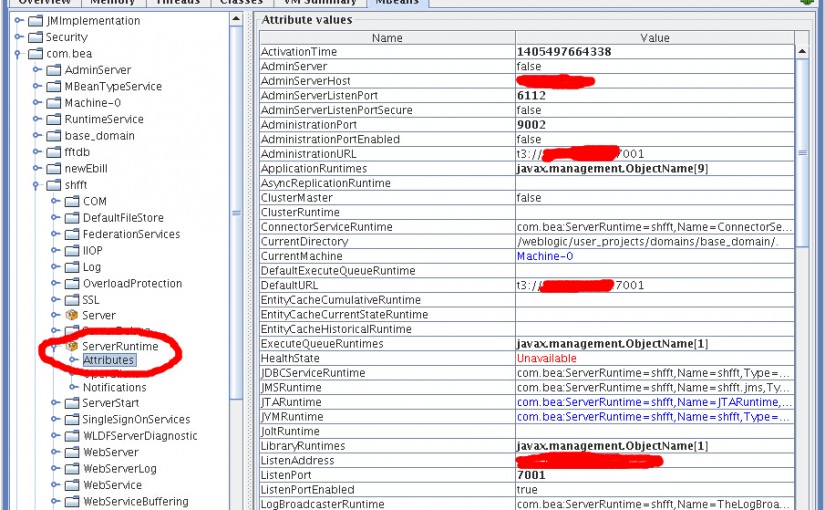 Overview Memory Threads Classes VM Summary MBeans
JMImplementation
Security
com.bea
AdminServer
MBeanTypeService
Machine-0
RuntimeService
base_domain
fftdb
newEbill
shfft
COM
DefaultFileStore
FederationServices
IIOP
Log
OverloadProtection
SSL
Server
ServerRuntime
Attributes
Notifications
ServerStart
SingleSignOnServices
WLDFServerDiagnostic
WebServer
WebServerLog
WebService
WebServiceBuffering
Attribute values
Name Value
ActivationTime 1405497664338
AdminServer false
AdminServerHost
AdminServerListenPort 6112
AdminServerListenPortSecure false
AdministrationPort 9002
AdministrationPortEnabled false
AdministrationURL t3:// 7001
ApplicationRuntimes javax.management.ObjectName[9]
AsyncReplicationRuntime
ClusterMaster false
ClusterRuntime
ConnectorServiceRuntime com.bea:ServerRuntime=shfft,Name=ConnectorSe...
CurrentDirectory /weblogic/user_projects/domains/base_domain/.
CurrentMachine Machine-0
DefaultExecuteQueueRuntime
DefaultURL t3:// 7001
EntityCacheCumulativeRuntime
EntityCacheCurrentStateRuntime
EntityCacheHistoricalRuntime
ExecuteQueueRuntimes javax.management.ObjectName[1]
HealthState Unavailable
JDBCServiceRuntime com.bea:ServerRuntime=shfft,Name=shfft,Type=...
JMSRuntime com.bea:ServerRuntime=shfft,Name=shfft.jms,Ty...
JTARuntime com.bea:ServerRuntime=shfft,Name=JTARuntime,...
JVMRuntime com.bea:ServerRuntime=shfft,Name=shfft,Type=...
JoltRuntime
LibraryRuntimes javax.management.ObjectName[1]
ListenAddress
ListenPort 7001
ListenPortEnabled true
LogBroadcasterRuntime com.bea:ServerRuntime=shfft,Name=TheLogBroa...